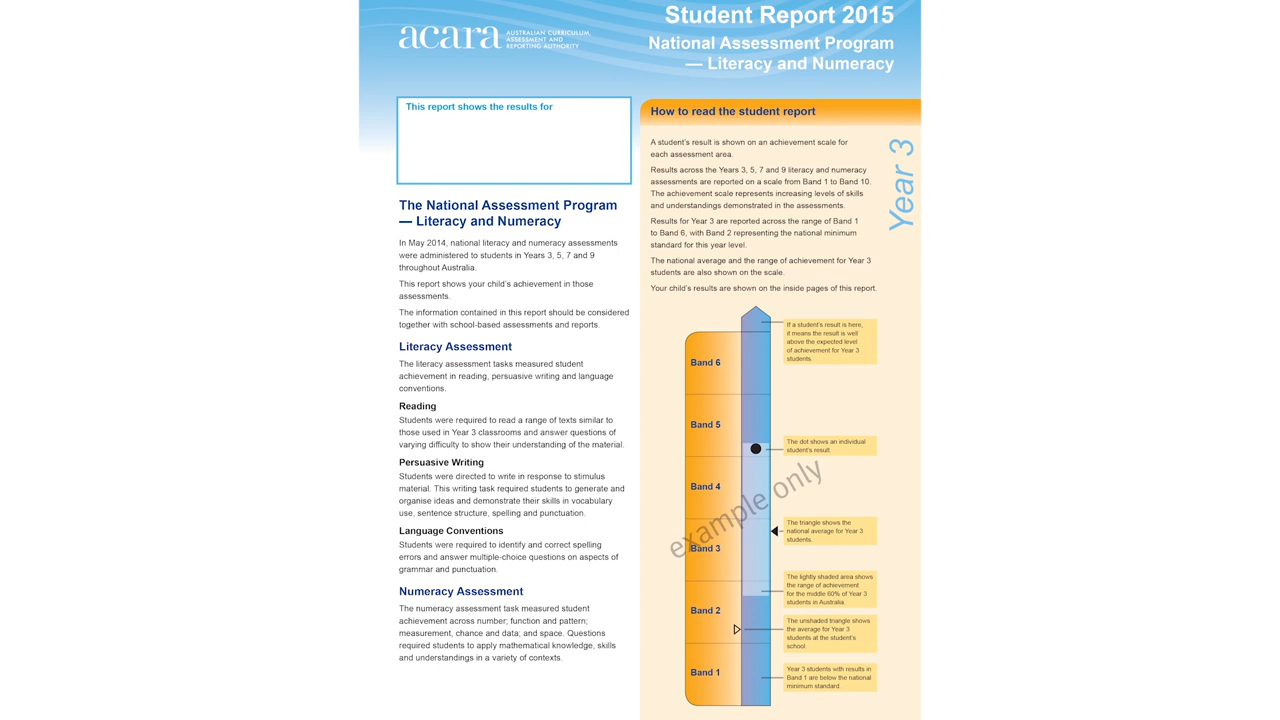 acara
AUSTRALIAN CURRICULUM,
ASSESSMENT AND
REPORTING AUTHORITY
Student Report 2015
National Assessment Program
— Literacy and Numeracy
This report shows the results for
The National Assessment Program
— Literacy and Numeracy
In May 2014, national literacy and numeracy assessments
were administered to students in Years 3, 5, 7 and 9
throughout Australia.
This report shows your child's achievement in those
assessments.
The information contained in this report should be considered
together with school-based assessments and reports.
Literacy Assessment
The literacy assessment tasks measured student
achievement in reading, persuasive writing and language
conventions.
Reading
Students were required to read a range of texts similar to
those used in Year 3 classrooms and answer questions of
varying difficulty to show their understanding of the material.
Persuasive Writing
Students were directed to write in response to stimulus
material. This writing task required students to generate and
organise ideas and demonstrate their skills in vocabulary
use, sentence structure, spelling and punctuation.
Language Conventions
Students were required to identify and correct spelling
errors and answer multiple-choice questions on aspects of
grammar and punctuation.
Numeracy Assessment
The numeracy assessment task measured student
achievement across number; function and pattern;
measurement, chance and data; and space. Questions
required students to apply mathematical knowledge, skills
and understandings in a variety of contexts.
How to read the student report
Year 3
A student's result is shown on an achievement scale for
each assessment area.
Results across the Years 3, 5, 7 and 9 literacy and numeracy
assessments are reported on a scale from Band 1 to Band 10.
The achievement scale represents increasing levels of skills
and understandings demonstrated in the assessments.
Results for Year 3 are reported across the range of Band 1
to Band 6, with Band 2 representing the national minimum
standard for this year level.
The national average and the range of achievement for Year 3
students are also shown on the scale.
Your child's results are shown on the inside pages of this report.
If a student's result is here,
it means the result is well
above the expected level
of achievement for Year 3
students.
Band 6
Band 5
The dot shows an individual
student's result.
Band 4
example only
The triangle shows the
national average for Year 3
students.
Band 3
The lightly shaded area shows
the range of achievement
for the middle 60% of Year 3
students in Australia
Band 2
The unshaded triangle shows
the average for Year 3
students at the student's
school.
Band 1
Year 3 students with results in
Band 1 are below the national
minimum standard.